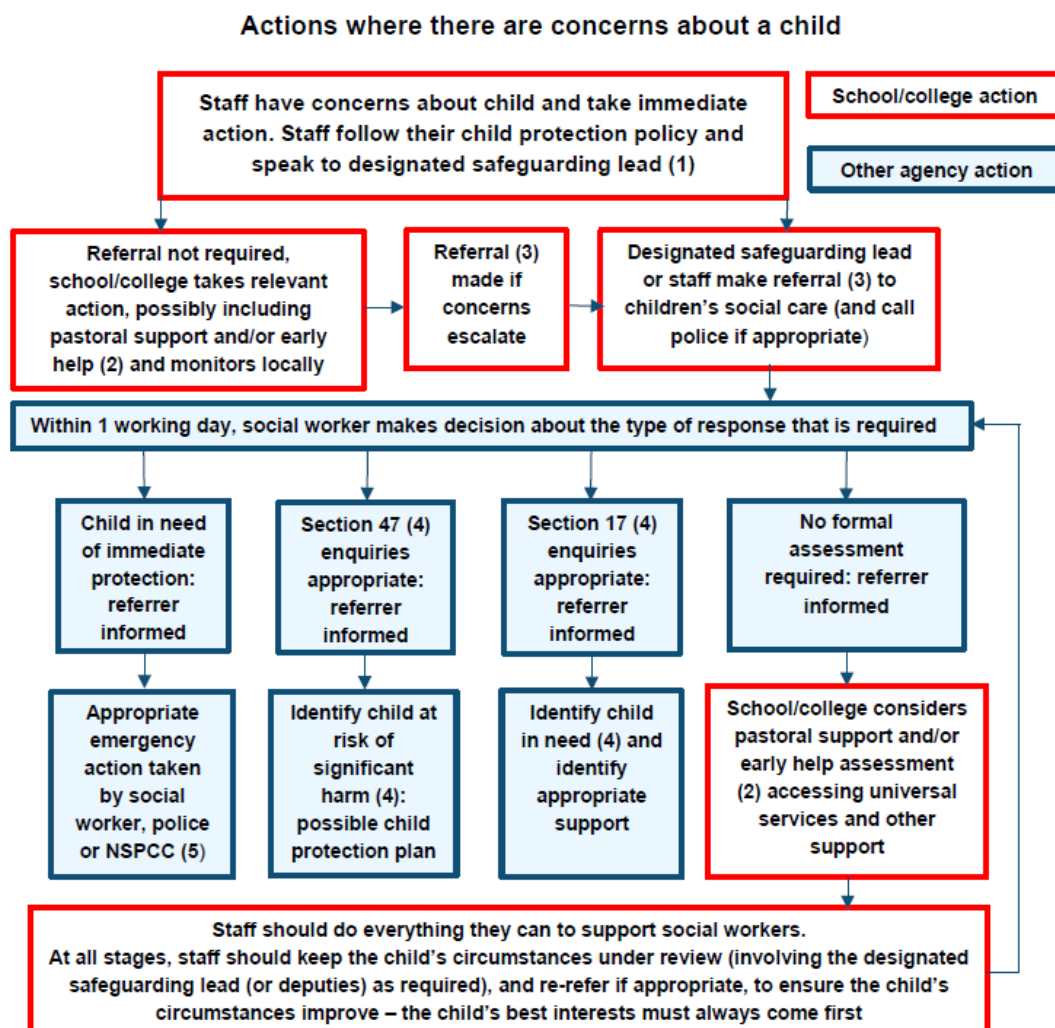 Actions where there are concerns about a child
Staff have concerns about child and take immediate
action. Staff follow their child protection policy and
speak to designated safeguarding lead (1)
School/college action
Other agency action
Referral not required,
school/college takes relevant
action, possibly including
pastoral support and/or early
help (2) and monitors locally
Referral (3)
made if
concerns
escalate
Designated safeguarding lead
or staff make referral (3) to
children’s social care (and call
police if appropriate)
Within 1 working day, social worker makes decision about the type of response that is required
Child in need
of immediate
protection:
referrer
informed
Section 47 (4)
enquiries
appropriate:
referrer
informed
Section 17 (4)
enquiries
appropriate:
referrer
informed
No formal
assessment
required: referrer
informed
Appropriate
emergency
action taken
by social
worker, police
or NSPCC (5)
Identify child at
risk of
significant
harm (4):
possible child
protection plan
Identify child
in need (4) and
identify
appropriate
support
School/college considers
pastoral support and/or
early help assessment
(2) accessing universal
services and other
support
Staff should do everything they can to support social workers.
At all stages, staff should keep the child’s circumstances under review (involving the designated
safeguarding lead (or deputies) as required), and re-refer if appropriate, to ensure the child’s
circumstances improve – the child’s best interests must always come first